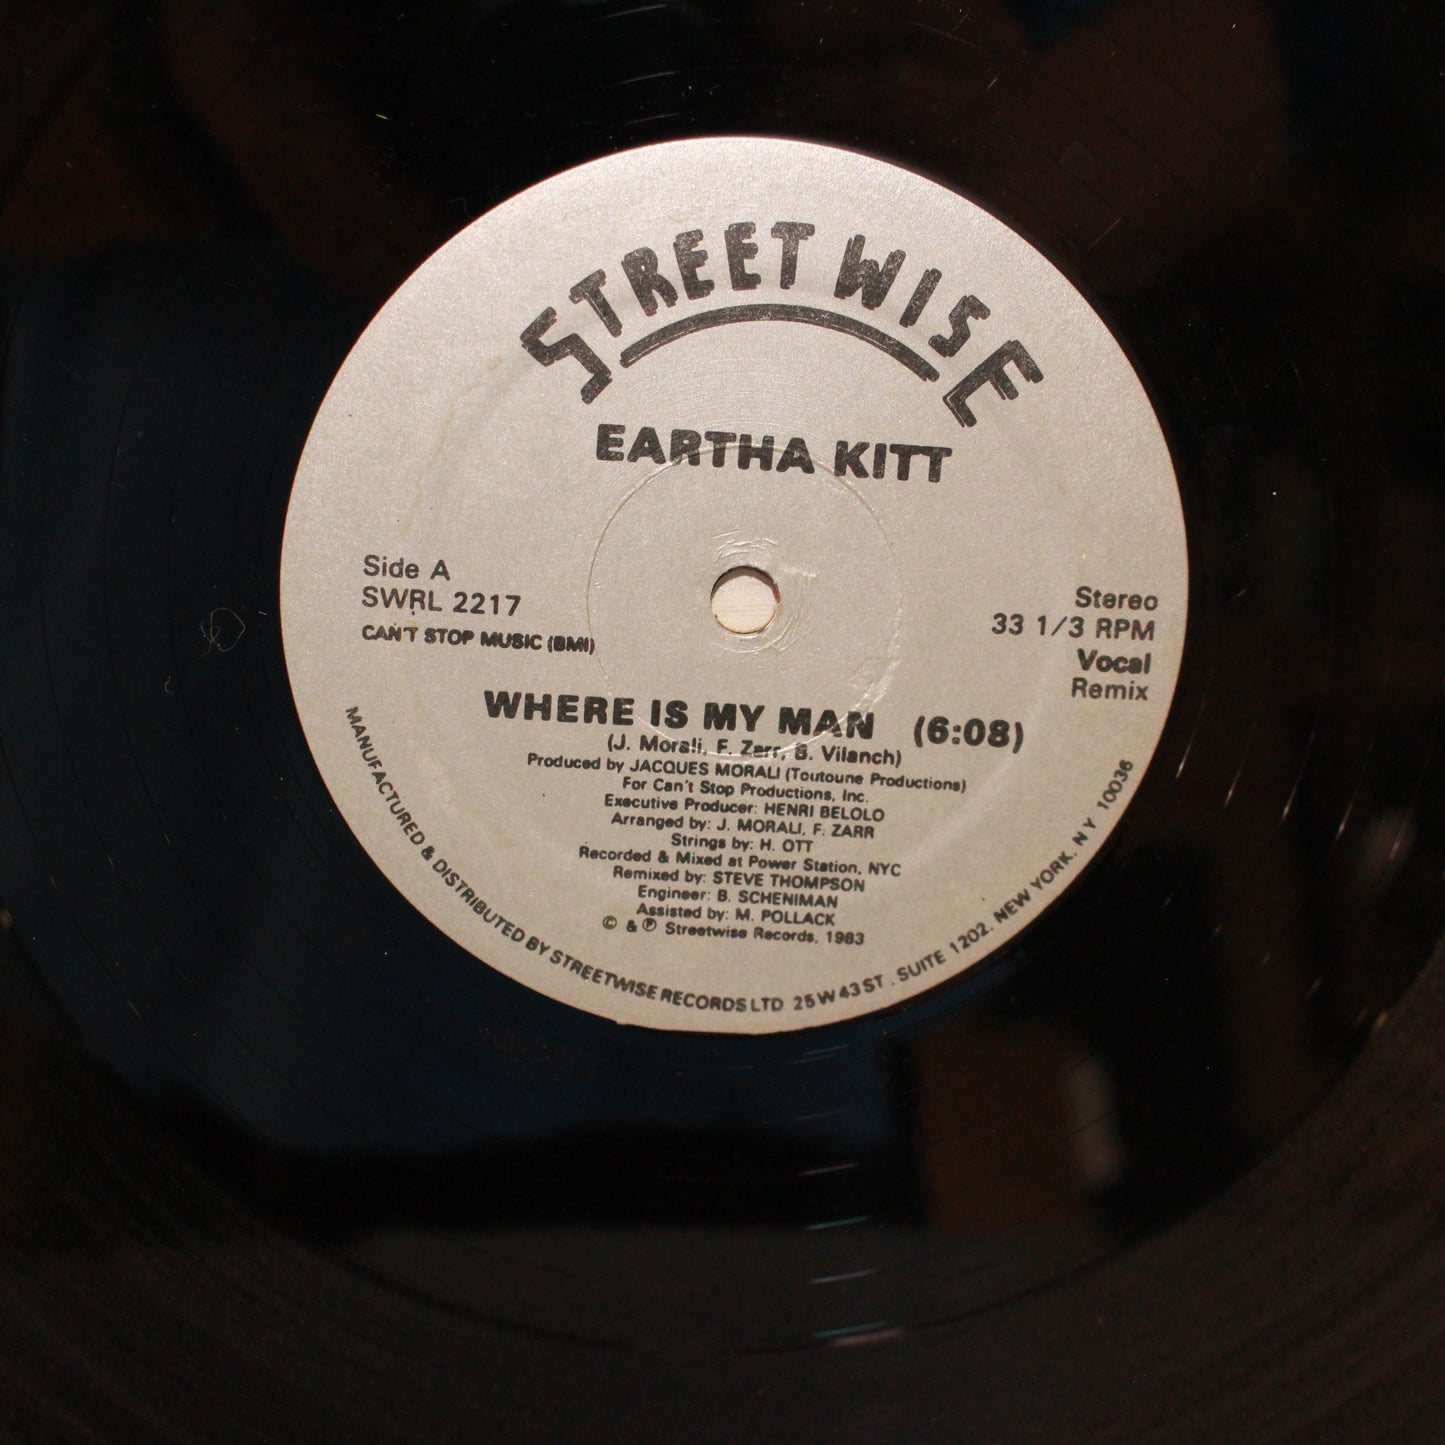 STREETWISE
EARTHA KITT
Side A
SWRL 2217
CAN'T STOP MUSIC (BMI)
Stereo
33 1/3 RPM
Vocal
Remix
WHERE IS MY MAN (6:08)
(J. Morali, F. Zarr, B. Vilanch)
Produced by JACQUES MORALI (Toutoune Productions)
For Can't Stop Productions, Inc.
Executive Producer: HENRI BELOLO
Arranged by: J. MORALI, F. ZARR
Strings by: H. OTT
Recorded & Mixed at Power Station, NYC
Remixed by: STEVE THOMPSON
Engineer: B. SCHENIMAN
Assisted by: M. POLLACK
© & ℗ Streetwise Records, 1983
MANUFACTURED & DISTRIBUTED BY STREETWISE RECORDS LTD 25 W 43 ST . SUITE 1202. NEW YORK. N Y 10036